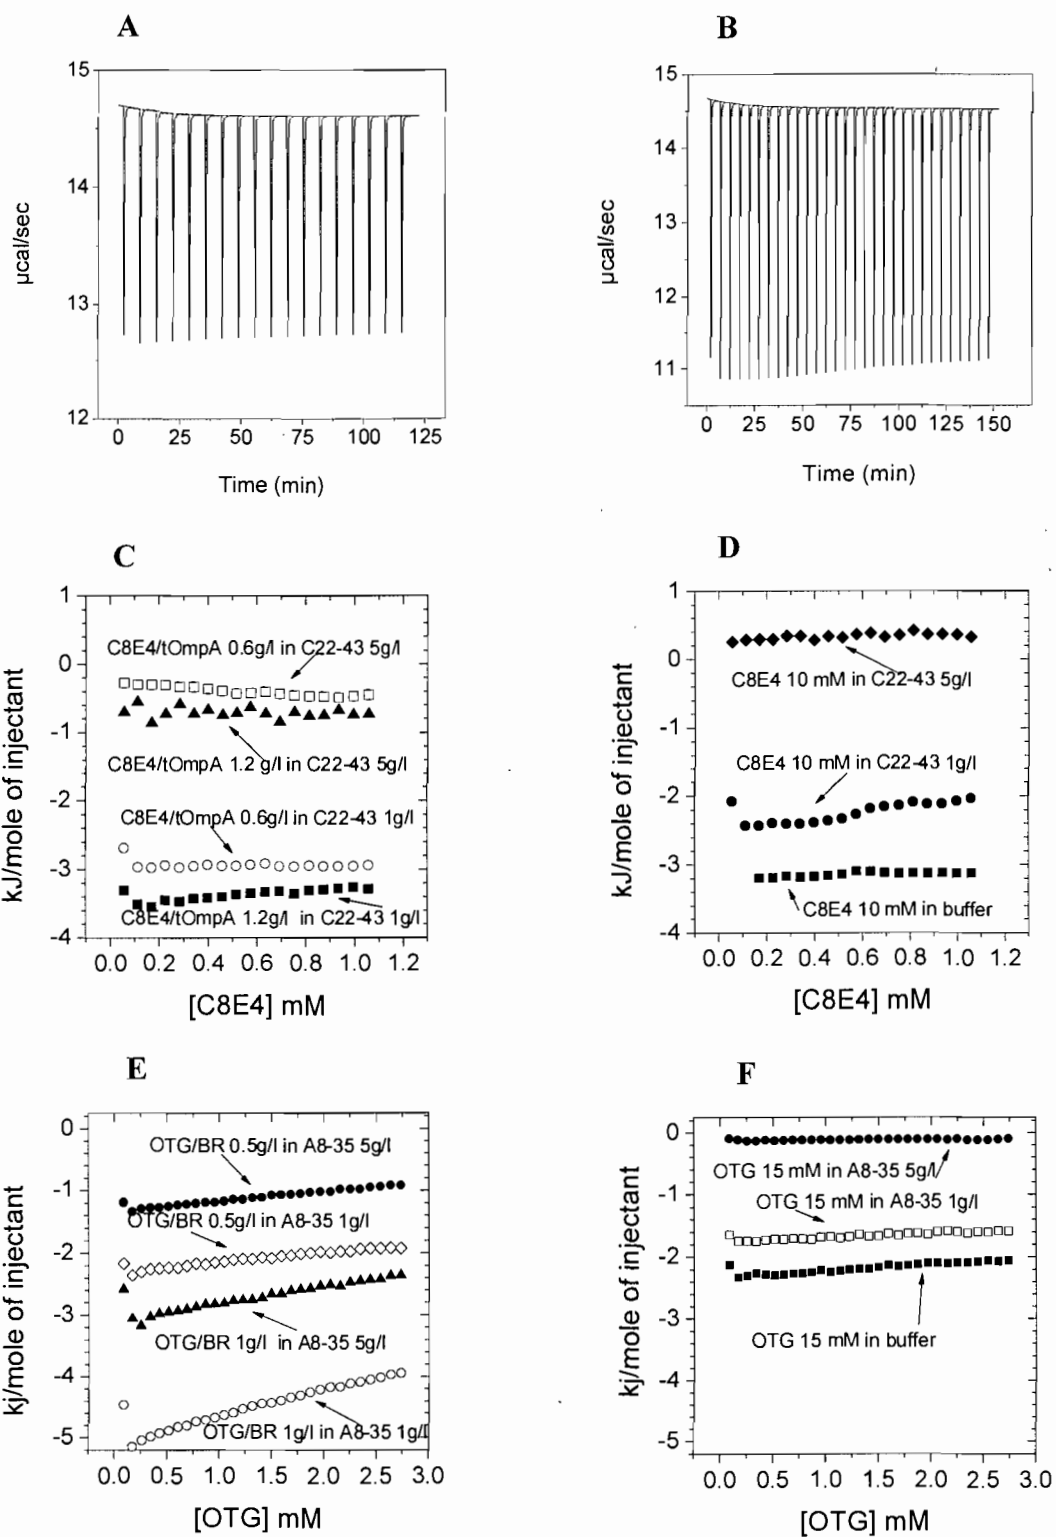 A
15
14
13
12
µcal/sec
0 25 50 75 100 125
Time (min)
B
15
14
13
12
11
µcal/sec
0 25 50 75 100 125 150
Time (min)
C
1
0
-1
-2
-3
-4
kJ/mole of injectant
C8E4/tOmpA 0.6g/l in C22-43 5g/l
C8E4/tOmpA 1.2 g/l in C22-43 5g/l
C8E4/tOmpA 0.6g/l in C22-43 1g/l
C8E4/tOmpA 1.2g/l in C22-43 1g/l
0.0 0.2 0.4 0.6 0.8 1.0 1.2
[C8E4] mM
D
1
0
-1
-2
-3
-4
kJ/mole of injectant
C8E4 10 mM in C22-43 5g/l
C8E4 10 mM in C22-43 1g/l
C8E4 10 mM in buffer
0.0 0.2 0.4 0.6 0.8 1.0 1.2
[C8E4] mM
E
0
-1
-2
-3
-4
-5
kj/mole of injectant
OTG/BR 0.5g/l in A8-35 5g/l
OTG/BR 0.5g/l in A8-35 1g/l
OTG/BR 1g/l in A8-35 5g/l
OTG/BR 1g/l in A8-35 1g/l
0.0 0.5 1.0 1.5 2.0 2.5 3.0
[OTG] mM
F
0
-1
-2
-3
-4
-5
kj/mole of injectant
OTG 15 mM in A8-35 5g/l
OTG 15 mM in A8-35 1g/l
OTG 15 mM in buffer
0.0 0.5 1.0 1.5 2.0 2.5 3.0
[OTG] mM